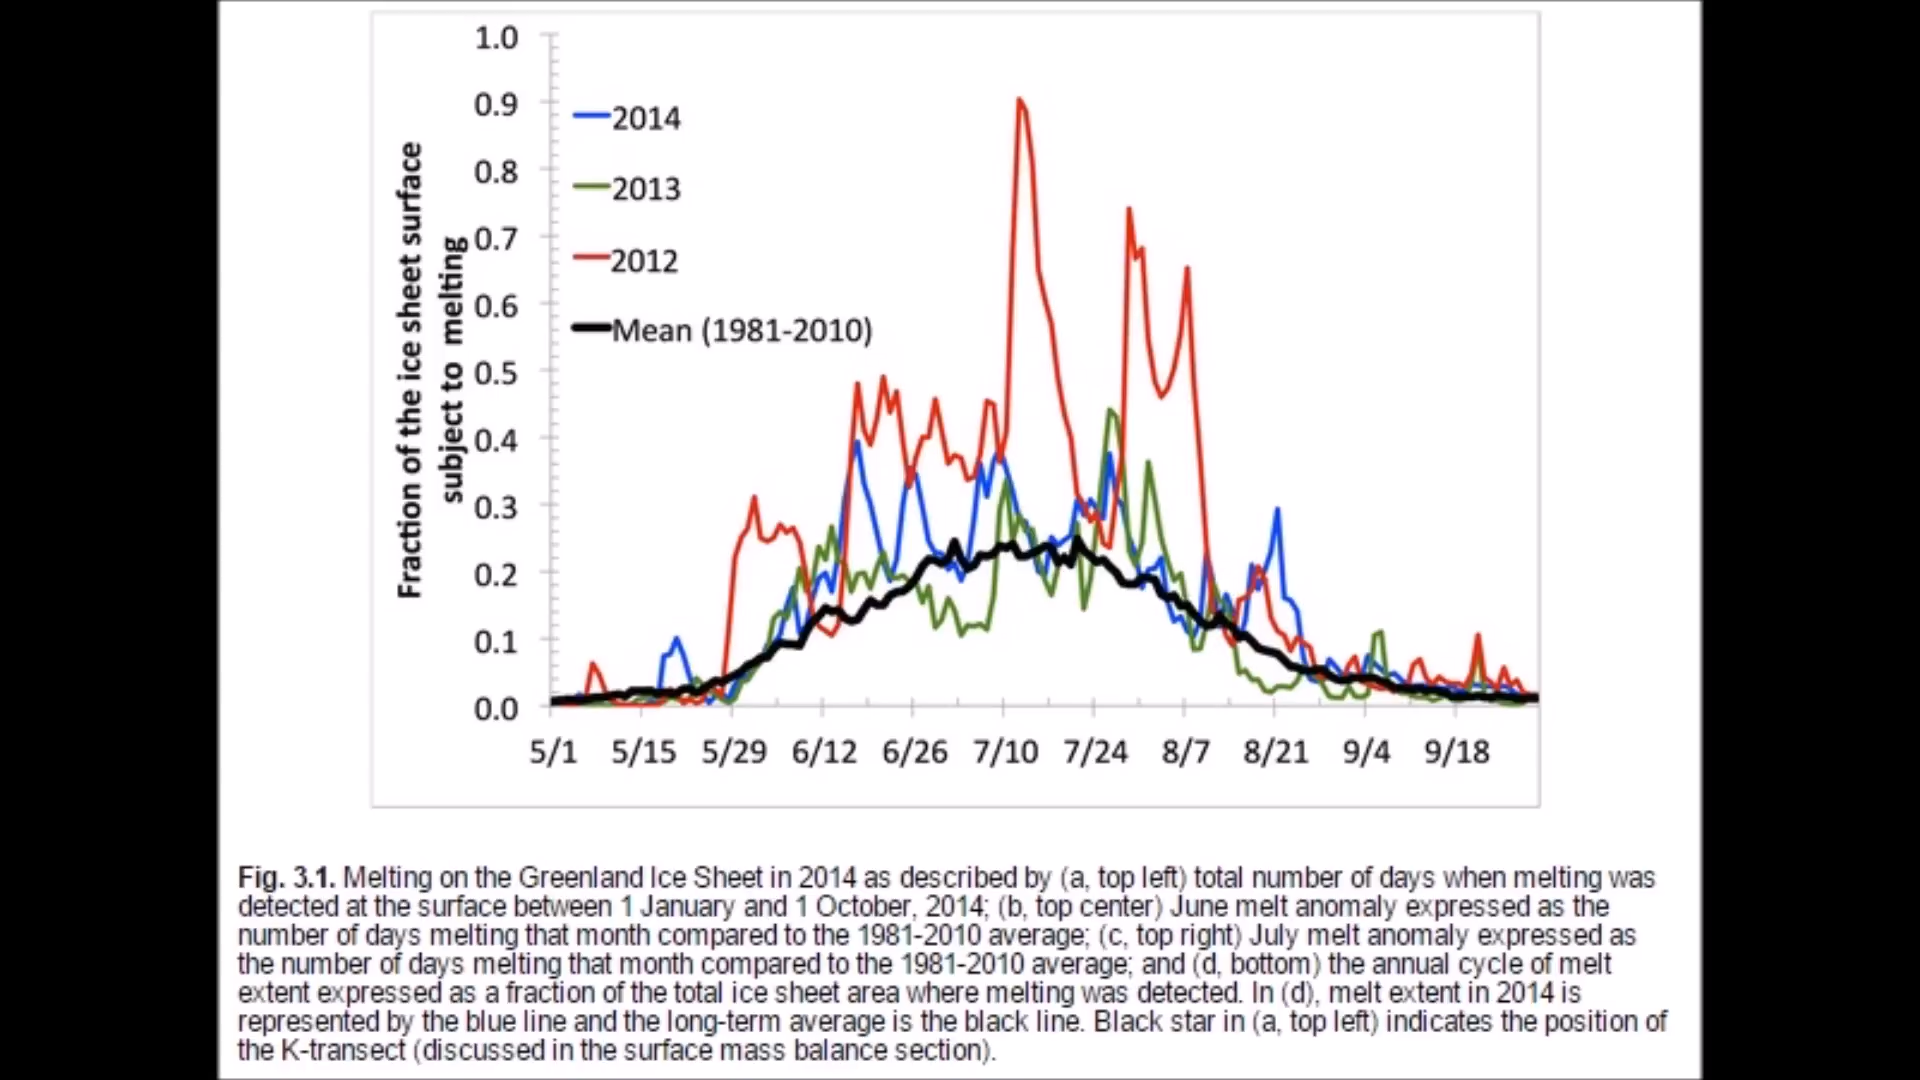 1.0
0.9
0.8
0.7
0.6
0.5
0.4
0.3
0.2
0.1
0.0
Fraction of the ice sheet surface
subject to melting
2014
2013
2012
Mean (1981-2010)
5/1 5/15 5/29 6/12 6/26 7/10 7/24 8/7 8/21 9/4 9/18
Fig. 3.1. Melting on the Greenland Ice Sheet in 2014 as described by (a, top left) total number of days when melting was
detected at the surface between 1 January and 1 October, 2014; (b, top center) June melt anomaly expressed as the
number of days melting that month compared to the 1981-2010 average; (c, top right) July melt anomaly expressed as
the number of days melting that month compared to the 1981-2010 average; and (d, bottom) the annual cycle of melt
extent expressed as a fraction of the total ice sheet area where melting was detected. In (d), melt extent in 2014 is
represented by the blue line and the long-term average is the black line. Black star in (a, top left) indicates the position of
the K-transect (discussed in the surface mass balance section).